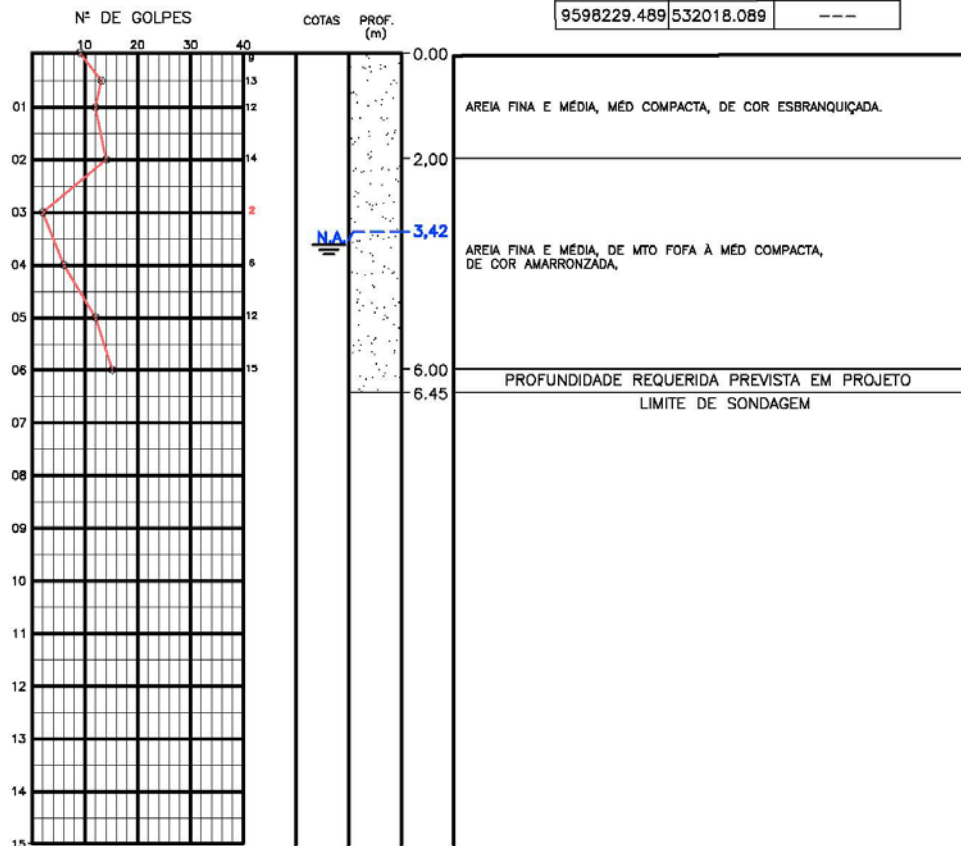 9598229.489 532018.089 ---
Nº DE GOLPES COTAS PROF.
(m)
10 20 30 40
9 0.00
13
01 12 AREIA FINA E MÉDIA, MÉD COMPACTA, DE COR ESBRANQUIÇADA.
02 14 2,00
03 2
N.A. 3,42
AREIA FINA E MÉDIA, DE MTO FOFA À MÉD COMPACTA,
04 6 DE COR AMARRONZADA,
05 12
06 15 6.00
PROFUNDIDADE REQUERIDA PREVISTA EM PROJETO
6.45
LIMITE DE SONDAGEM
07
08
09
10
11
12
13
14
15